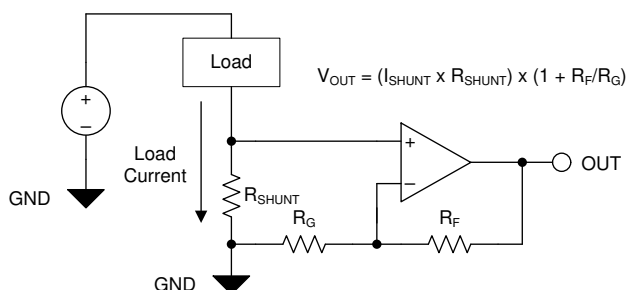 Load
V_OUT = (I_SHUNT x R_SHUNT) x (1 + R_F/R_G)
+
–
+
–
Load
Current
OUT
GND
R_SHUNT
R_G
R_F
GND